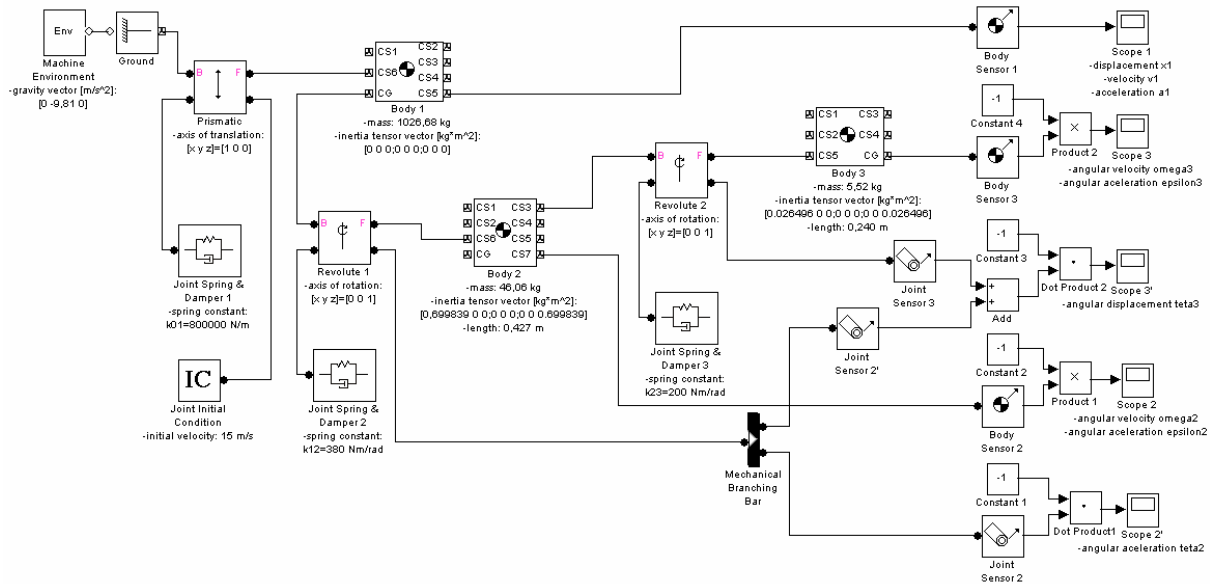 Env
Machine
Environment
-gravity vector [m/s^2]:
[0 -9,81 0]
Ground
B
F
Prismatic
-axis of translation:
[x y z]=[1 0 0]
CS1
CS6
CG
CS2
CS3
CS4
CS5
Body 1
-mass: 1026,68 kg
-inertia tensor vector [kg*m^2]:
[0 0 0;0 0 0;0 0 0]
Body
Sensor 1
Scope 1
-displacement x1
-velocity v1
-acceleration a1
-1
Constant 4
×
Product 2
Scope 3
-angular velocity omega3
-angular aceleration epsilon3
Body
Sensor 3
CS1
CS2
CS5
CS3
CS4
CG
Body 3
-mass: 5,52 kg
-inertia tensor vector [kg*m^2]:
[0.026496 0 0;0 0 0;0 0 0.026496]
-length: 0,240 m
B
F
Revolute 2
-axis of rotation:
[x y z]=[0 0 1]
CS1
CS2
CS6
CG
CS3
CS4
CS5
CS7
Body 2
-mass: 46,06 kg
-inertia tensor vector [kg*m^2]:
[0,699839 0 0;0 0 0;0 0 0.699839]
-length: 0,427 m
B
F
Revolute 1
-axis of rotation:
[x y z]=[0 0 1]
Joint Spring &
Damper 1
-spring constant:
k01=800000 N/m
IC
Joint Initial
Condition
-initial velocity: 15 m/s
Joint Spring &
Damper 2
-spring constant:
k12=380 Nm/rad
Joint Spring &
Damper 3
-spring constant:
k23=200 Nm/rad
Joint
Sensor 3
Joint
Sensor 2'
-1
Constant 3
+
+
Add
Dot Product 2
Scope 3'
-angular displacement teta3
-1
Constant 2
×
Product 1
Scope 2
-angular velocity omega2
-angular aceleration epsilon2
Body
Sensor 2
Mechanical
Branching
Bar
-1
Constant 1
Dot Product1
Scope 2'
-angular aceleration teta2
Joint
Sensor 2